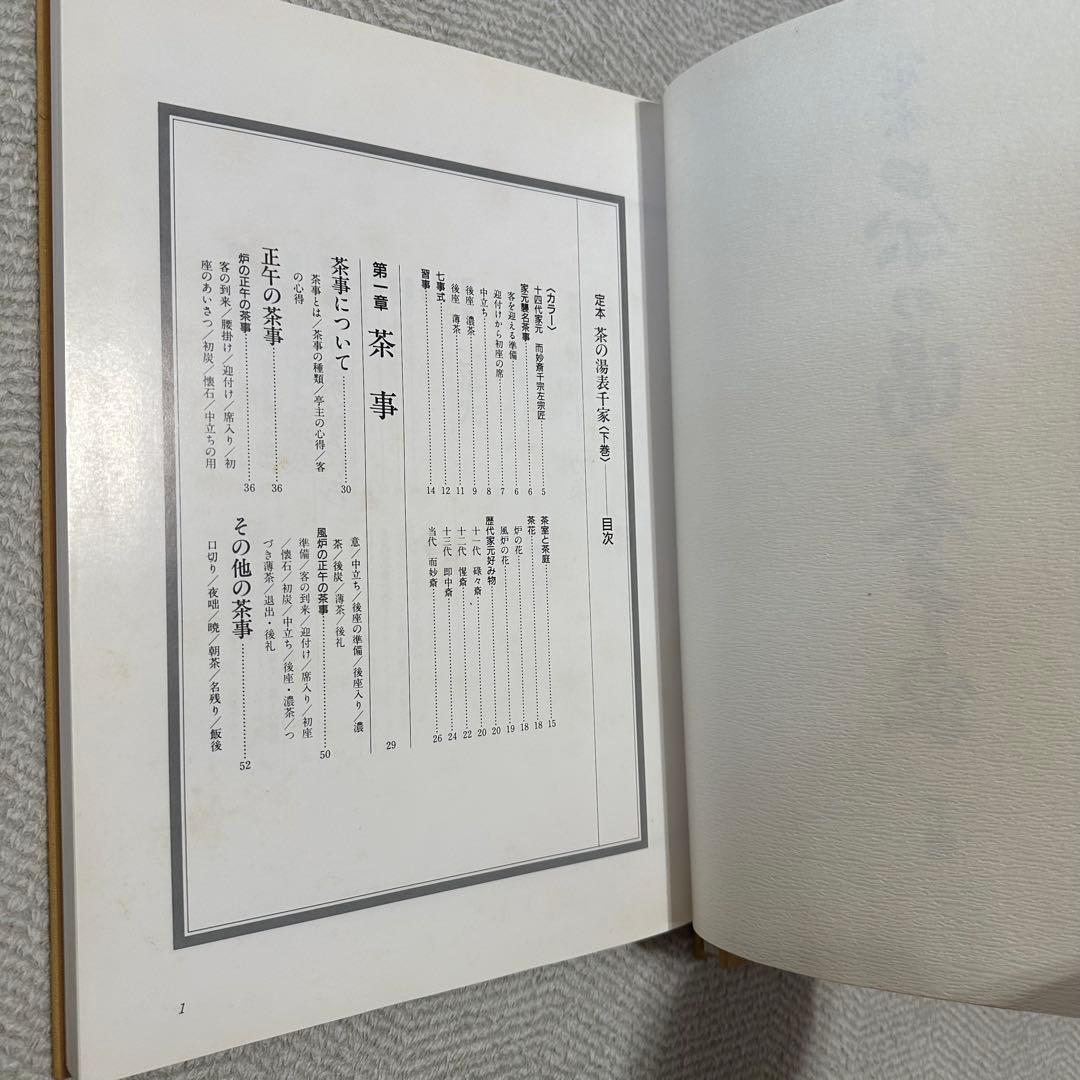 定本 茶の湯表千家〈下巻〉——目次
〈カラー〉
十四代家元 而妙斎千宗左宗匠……5
家元襲名茶事……6
客を迎える準備……6
迎付けから初座の席……7
中立ち……8
後座 濃茶……9
後座 薄茶……11
七事式……12
習事……14
茶室と茶庭……15
茶花……18
炉の花……18
風炉の花……19
歴代家元好み物……20
十一代 碌々斎……20
十二代 惺斎……22
十三代 即中斎……24
当代 而妙斎……26
第一章 茶事 29
茶事について……30
茶事とは／茶事の種類／亭主の心得／客
の心得
正午の茶事……36
炉の正午の茶事……36
客の到来／腰掛け／迎付け／席入り／初
座のあいさつ／初炭／懐石／中立ちの用
意／中立ち／後座の準備／後座入り／濃
茶／後炭／薄茶／後礼
風炉の正午の茶事……50
準備／客の到来／迎付け／席入り／初座
／懐石／初炭／中立ち／後座・濃茶／つ
づき薄茶／退出・後礼
その他の茶事……52
口切り／夜咄／暁／朝茶／名残り／飯後
1